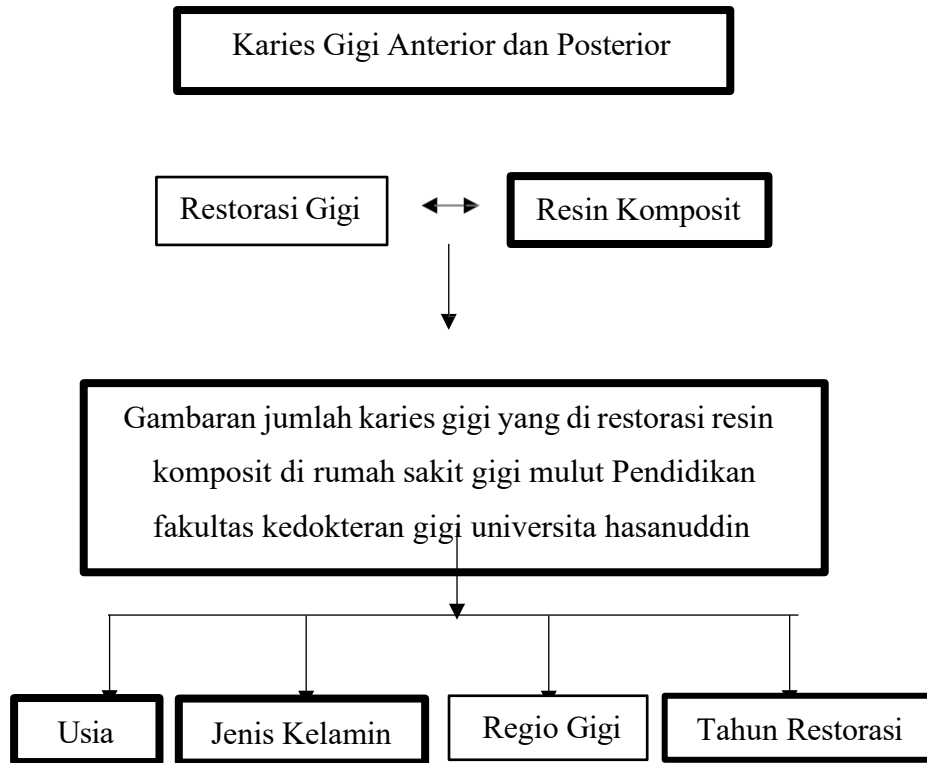 Karies Gigi Anterior dan Posterior
Restorasi Gigi
Resin Komposit
Gambaran jumlah karies gigi yang di restorasi resin
komposit di rumah sakit gigi mulut Pendidikan
fakultas kedokteran gigi universita hasanuddin
Usia
Jenis Kelamin
Regio Gigi
Tahun Restorasi